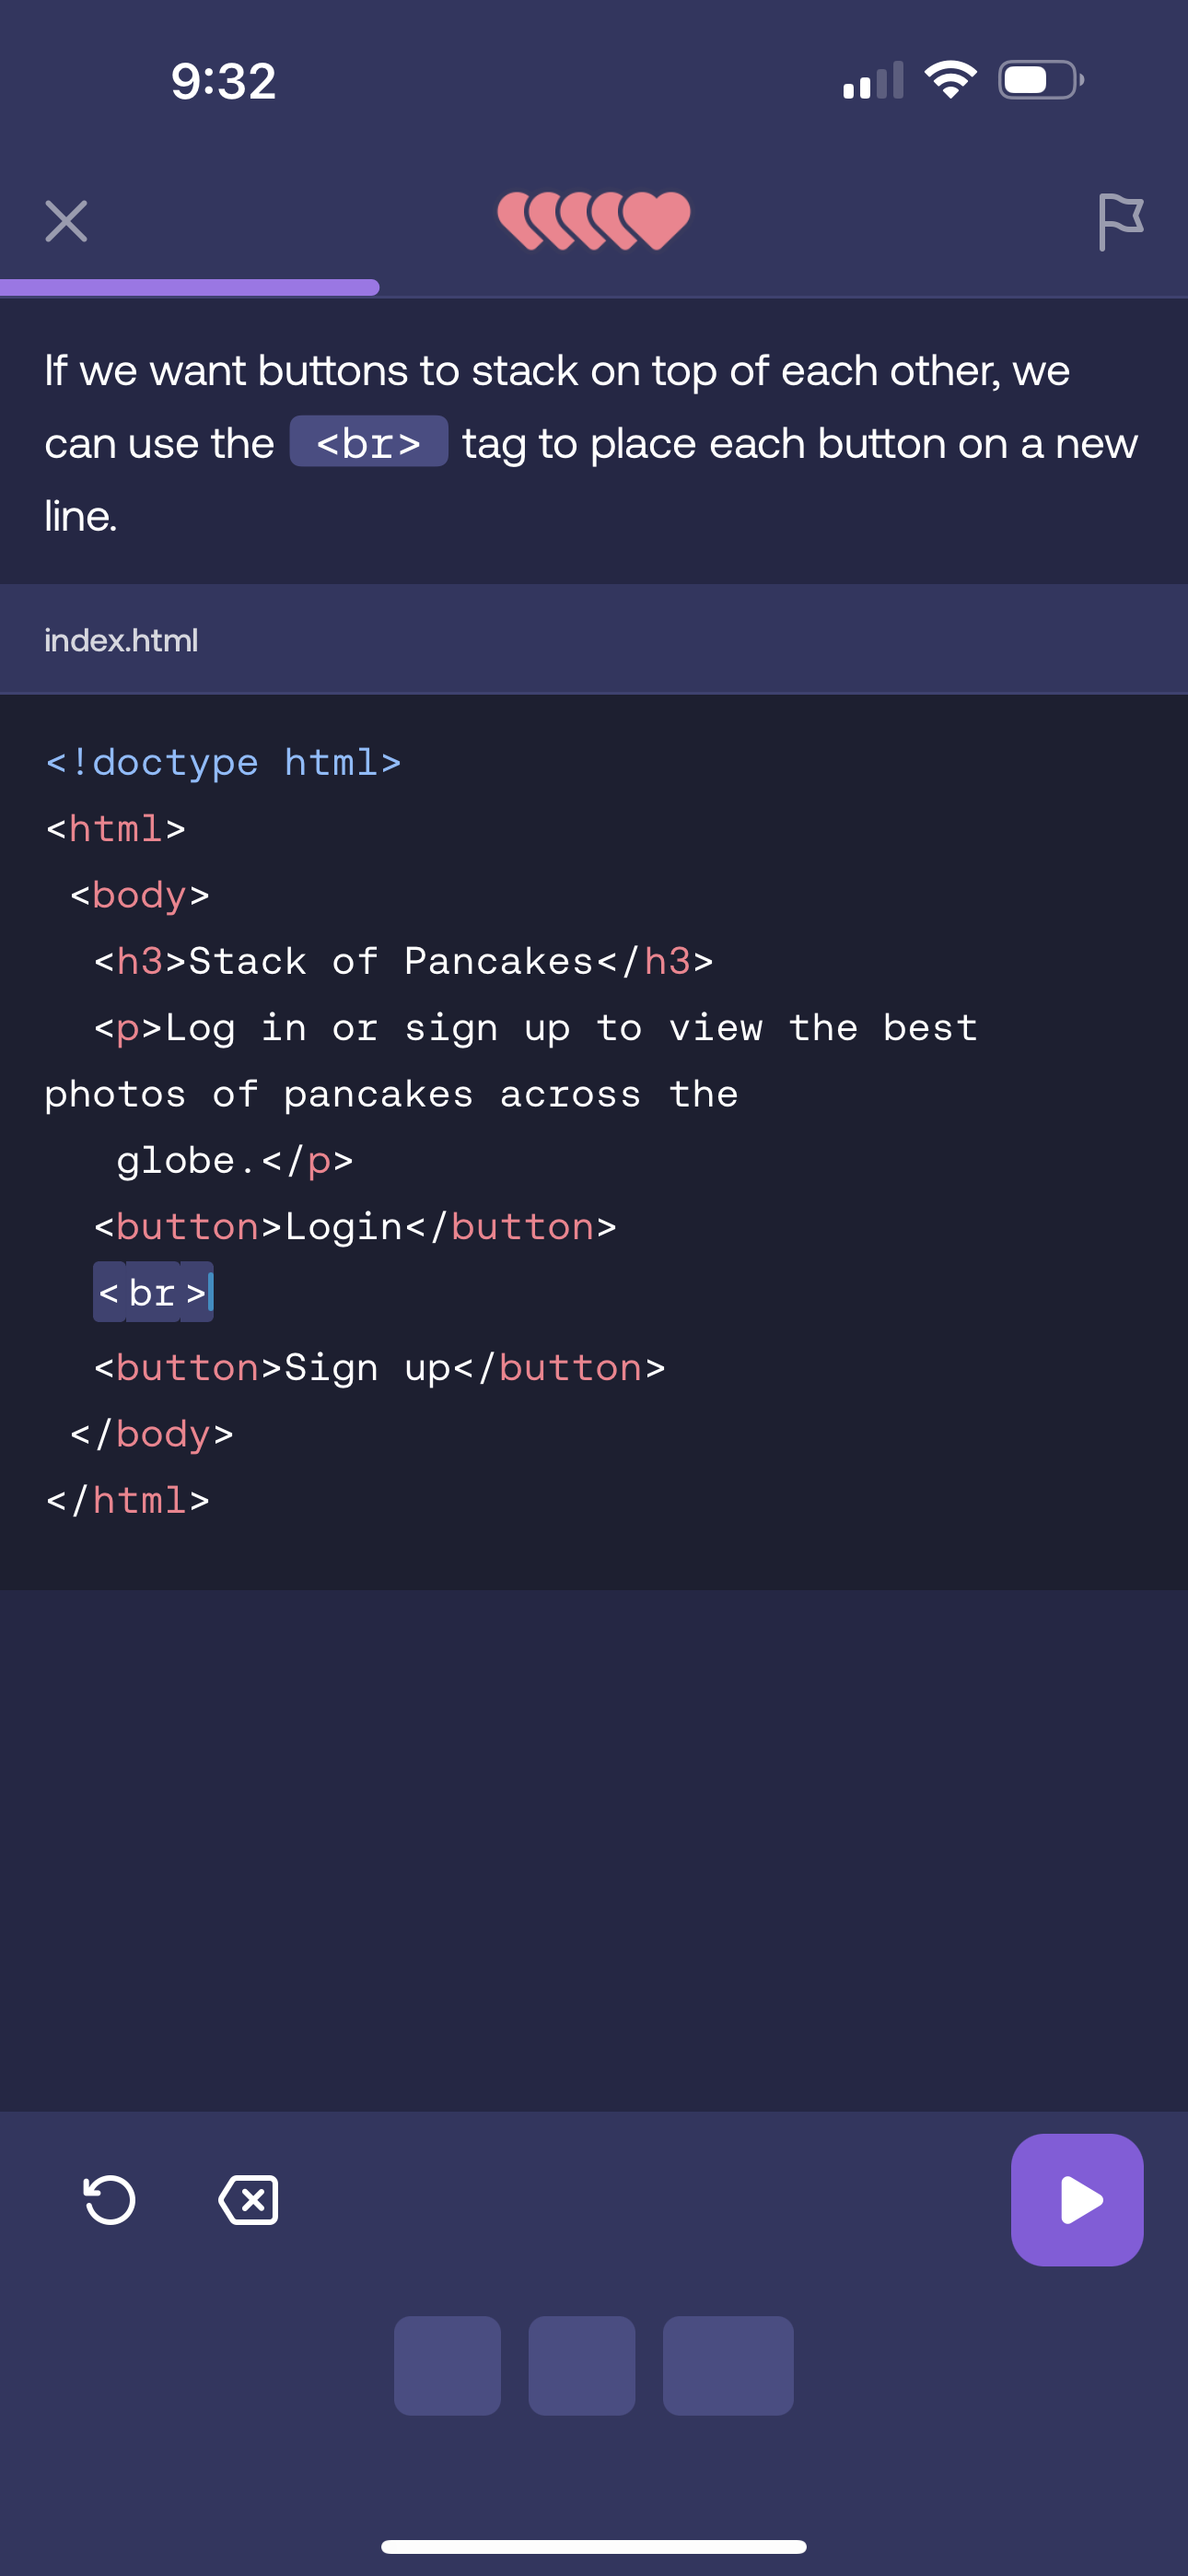 9:32
If we want buttons to stack on top of each other, we
can use the <br> tag to place each button on a new
line.
index.html
<!doctype html>
<html>
<body>
<h3>Stack of Pancakes</h3>
<p>Log in or sign up to view the best
photos of pancakes across the
globe.</p>
<button>Login</button>
<br>
<button>Sign up</button>
</body>
</html>